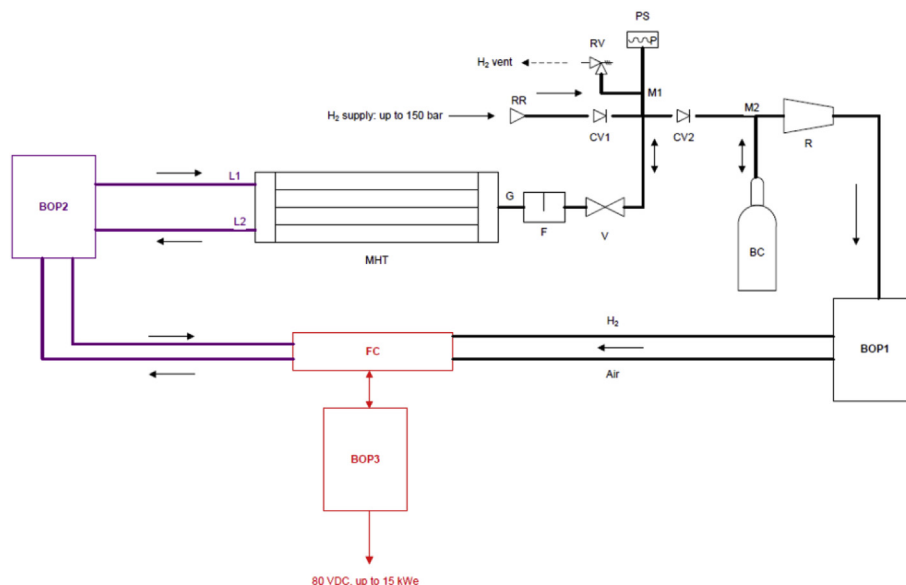 PS
RV
P
H₂ vent
M1
RR
M2
H₂ supply: up to 150 bar
CV1
CV2
R
L1
BOP2
G
L2
F
V
MHT
BC
H₂
FC
BOP1
Air
BOP3
80 VDC, up to 15 kWe